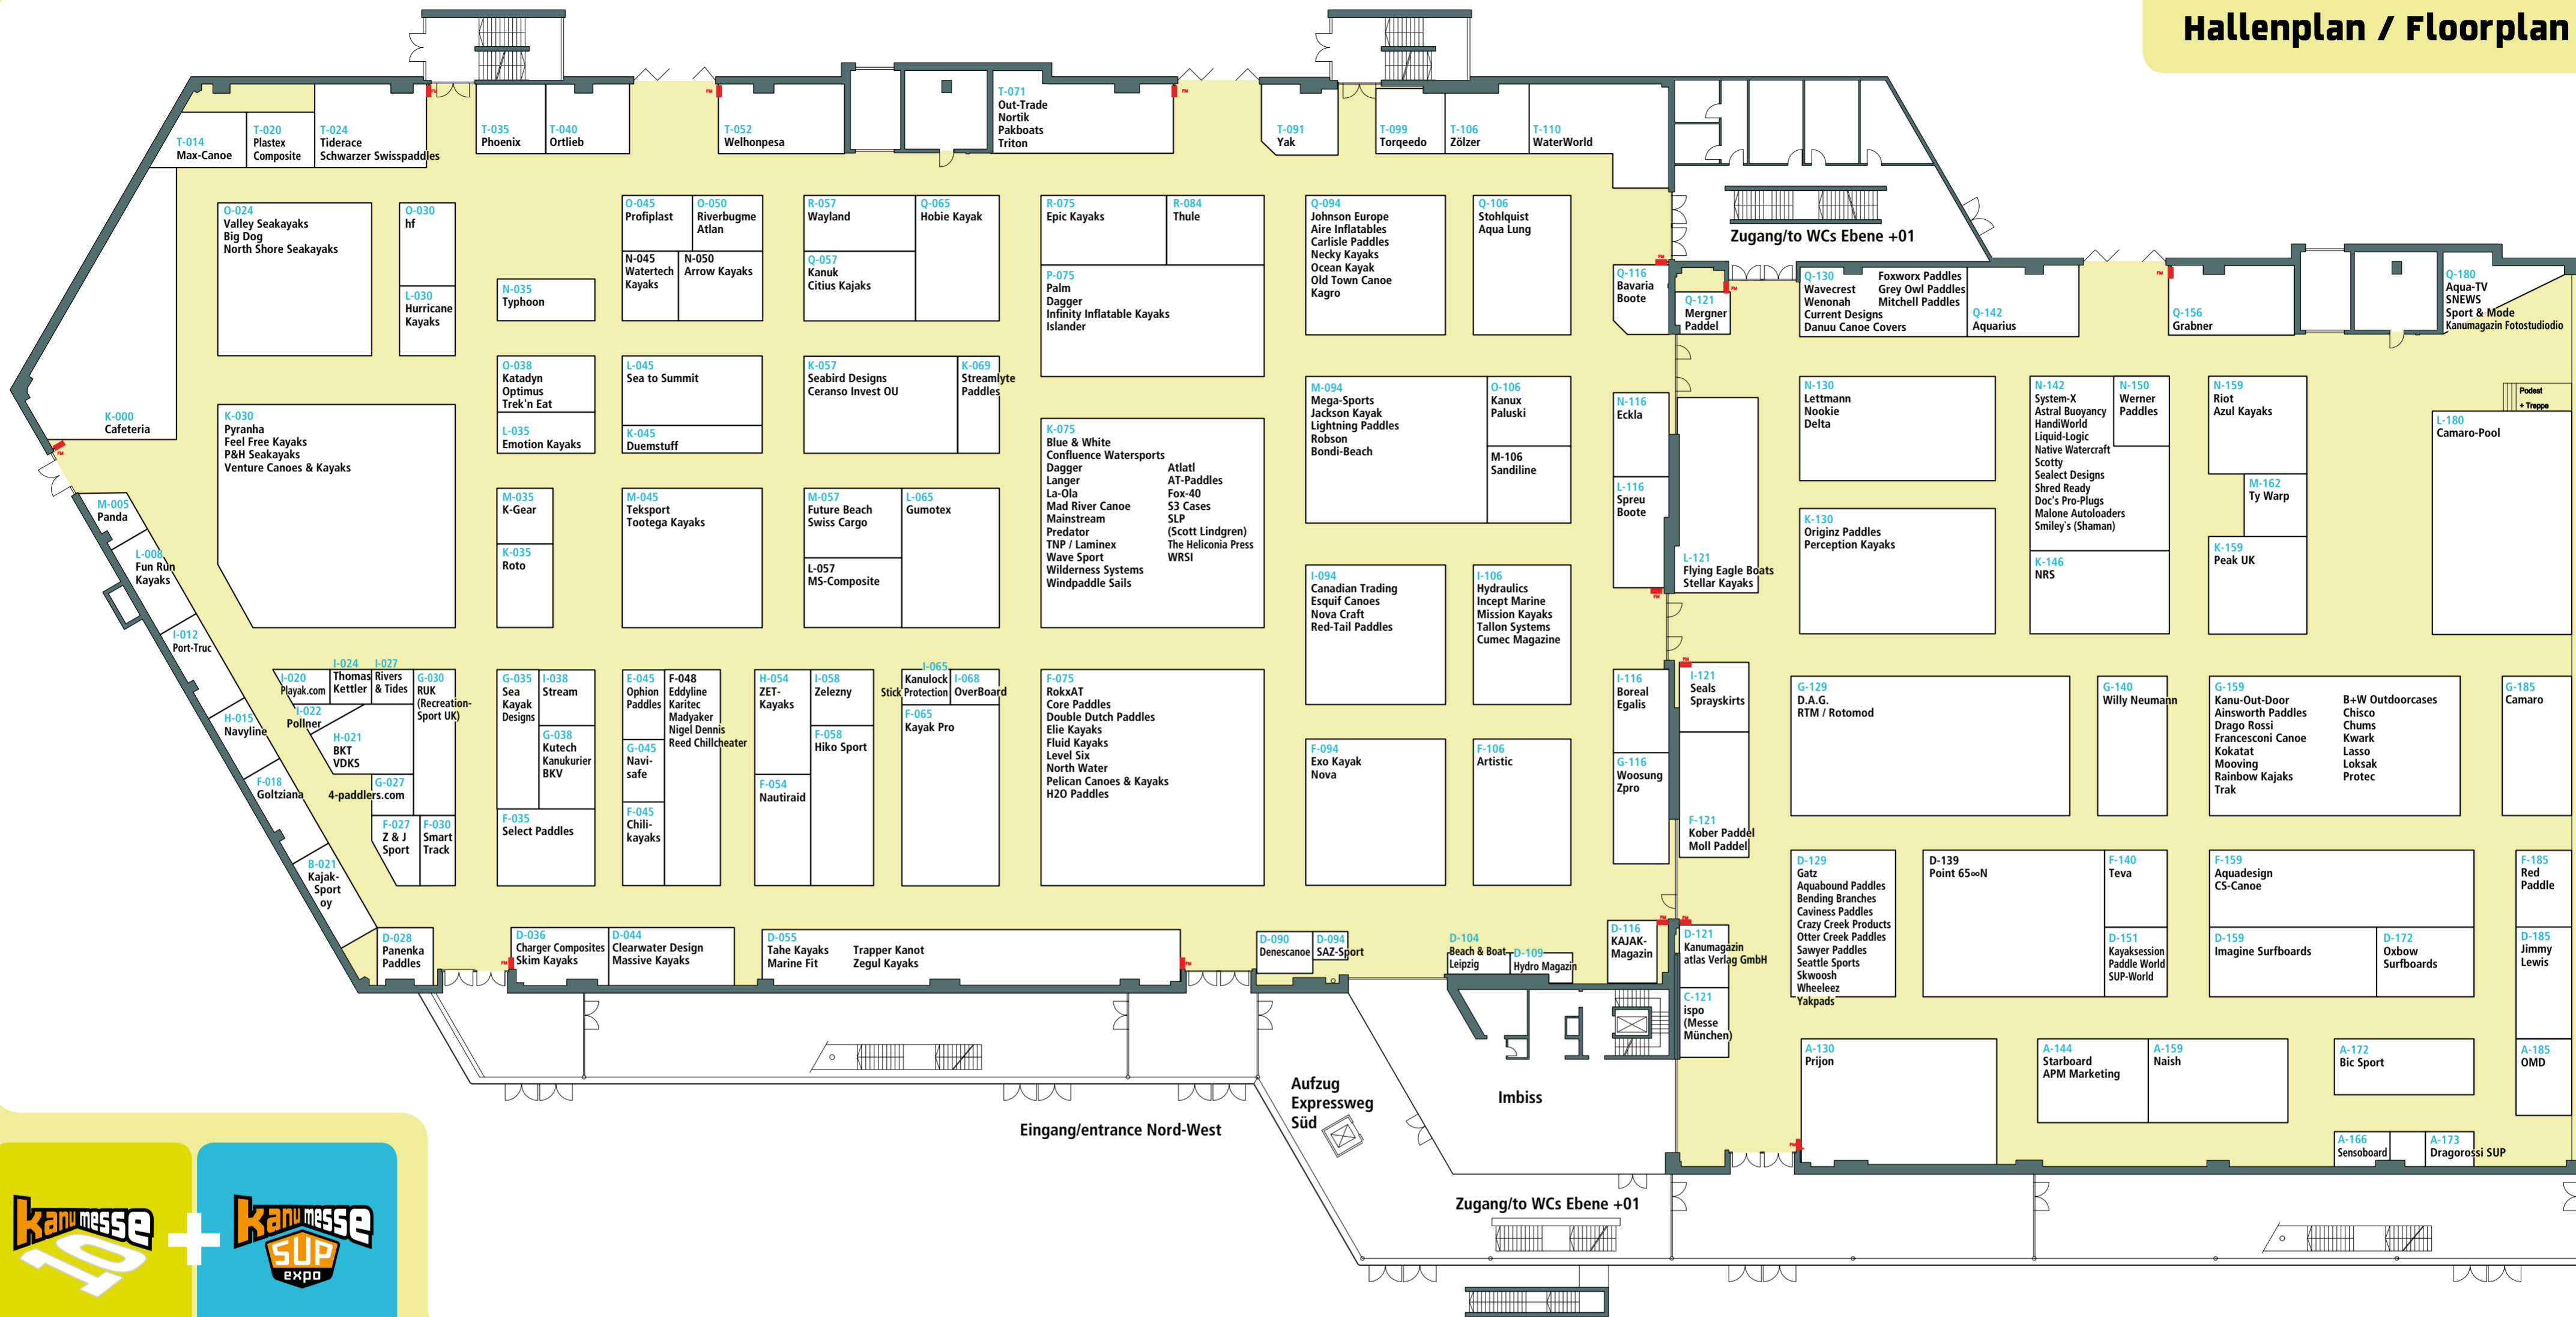 Hallenplan / Floorplan
T-014
Max-Canoe
T-020
Plastex
Composite
T-024
Tiderace
Schwarzer Swisspaddles
T-035
Phoenix
T-040
Ortlieb
T-052
Welhonpesa
T-071
Out-Trade
Nortik
Pakboats
Triton
T-091
Yak
T-099
Torqeedo
T-106
Zölzer
T-110
WaterWorld
Zugang/to WCs Ebene +01
O-024
Valley Seakayaks
Big Dog
North Shore Seakayaks
O-030
hf
L-030
Hurricane
Kayaks
N-035
Typhoon
O-045
Profiplast
O-050
Riverbugme
Atlan
N-045
Watertech
Kayaks
N-050
Arrow Kayaks
R-057
Wayland
Q-057
Kanuk
Citius Kajaks
Q-065
Hobie Kayak
R-075
Epic Kayaks
R-084
Thule
P-075
Palm
Dagger
Infinity Inflatable Kayaks
Islander
Q-094
Johnson Europe
Aire Inflatables
Carlisle Paddles
Necky Kayaks
Ocean Kayak
Old Town Canoe
Kagro
Q-106
Stohlquist
Aqua Lung
Q-116
Bavaria
Boote
Q-121
Mergner
Paddel
Q-130
Wavecrest
Wenonah
Current Designs
Danuu Canoe Covers
Foxworx Paddles
Grey Owl Paddles
Mitchell Paddles
Q-142
Aquarius
Q-156
Grabner
Q-180
Aqua-TV
SNEWS
Sport & Mode
Kanumagazin Fotostudiodio
K-000
Cafeteria
K-030
Pyranha
Feel Free Kayaks
P&H Seakayaks
Venture Canoes & Kayaks
O-038
Katadyn
Optimus
Trek'n Eat
L-035
Emotion Kayaks
L-045
Sea to Summit
K-045
Duemstuff
K-057
Seabird Designs
Ceranso Invest OU
K-069
Streamlyte
Paddles
K-075
Blue & White
Confluence Watersports
Dagger
Langer
La-Ola
Mad River Canoe
Mainstream
Predator
TNP / Laminex
Wave Sport
Wilderness Systems
Windpaddle Sails
Atlatl
AT-Paddles
Fox-40
S3 Cases
SLP
(Scott Lindgren)
The Heliconia Press
WRSI
M-094
Mega-Sports
Jackson Kayak
Lightning Paddles
Robson
Bondi-Beach
O-106
Kanux
Paluski
M-106
Sandiline
N-116
Eckla
L-116
Spreu
Boote
L-121
Flying Eagle Boats
Stellar Kayaks
N-130
Lettmann
Nookie
Delta
K-130
Originz Paddles
Perception Kayaks
N-142
System-X
Astral Buoyancy
HandiWorld
Liquid-Logic
Native Watercraft
Scotty
Sealect Designs
Shred Ready
Doc's Pro-Plugs
Malone Autoloaders
Smiley`s (Shaman)
N-150
Werner
Paddles
K-146
NRS
N-159
Riot
Azul Kayaks
M-162
Ty Warp
K-159
Peak UK
Podest
+ Treppe
L-180
Camaro-Pool
M-005
Panda
L-008
Fun Run
Kayaks
I-012
Port-Truc
H-015
Navyline
F-018
Goltziana
B-021
Kajak-
Sport
oy
M-035
K-Gear
K-035
Roto
M-045
Teksport
Tootega Kayaks
M-057
Future Beach
Swiss Cargo
L-057
MS-Composite
L-065
Gumotex
I-094
Canadian Trading
Esquif Canoes
Nova Craft
Red-Tail Paddles
I-106
Hydraulics
Incept Marine
Mission Kayaks
Tallon Systems
Cumec Magazine
I-020
Playak.com
I-024
Thomas
Kettler
I-027
Rivers
& Tides
G-030
RUK
(Recreation-
Sport UK)
I-022
Pollner
H-021
BKT
VDKS
G-027
4-paddlers.com
F-027
Z & J
Sport
F-030
Smart
Track
G-035
Sea
Kayak
Designs
I-038
Stream
G-038
Kutech
Kanukurier
BKV
F-035
Select Paddles
E-045
Ophion
Paddles
G-045
Navi-
safe
F-045
Chili-
kayaks
F-048
Eddyline
Karitec
Madyaker
Nigel Dennis
Reed Chillcheater
H-054
ZET-
Kayaks
F-054
Nautiraid
I-058
Zelezny
F-058
Hiko Sport
I-065
Kanulock
Stick Protection
I-068
OverBoard
F-065
Kayak Pro
F-075
RokxAT
Core Paddles
Double Dutch Paddles
Elie Kayaks
Fluid Kayaks
Level Six
North Water
Pelican Canoes & Kayaks
H2O Paddles
F-094
Exo Kayak
Nova
F-106
Artistic
I-116
Boreal
Egalis
G-116
Woosung
Zpro
I-121
Seals
Sprayskirts
F-121
Kober Paddel
Moll Paddel
G-129
D.A.G.
RTM / Rotomod
G-140
Willy Neumann
G-159
Kanu-Out-Door
Ainsworth Paddles
Drago Rossi
Francesconi Canoe
Kokatat
Mooving
Rainbow Kajaks
Trak
B+W Outdoorcases
Chisco
Chums
Kwark
Lasso
Loksak
Protec
G-185
Camaro
D-129
Gatz
Aquabound Paddles
Bending Branches
Caviness Paddles
Crazy Creek Products
Otter Creek Paddles
Sawyer Paddles
Seattle Sports
Skwoosh
Wheeleez
Yakpads
D-139
Point 65∞N
F-140
Teva
D-151
Kayaksession
Paddle World
SUP-World
F-159
Aquadesign
CS-Canoe
D-159
Imagine Surfboards
D-172
Oxbow
Surfboards
F-185
Red
Paddle
D-185
Jimmy
Lewis
D-028
Panenka
Paddles
D-036
Charger Composites
Skim Kayaks
D-044
Clearwater Design
Massive Kayaks
D-055
Tahe Kayaks
Marine Fit
Trapper Kanot
Zegul Kayaks
D-090
Denescanoe
D-094
SAZ-Sport
D-104
Beach & Boat
Leipzig
D-109
Hydro Magazin
D-116
KAJAK-
Magazin
D-121
Kanumagazin
atlas Verlag GmbH
C-121
ispo
(Messe
München)
A-130
Prijon
A-144
Starboard
APM Marketing
A-159
Naish
A-172
Bic Sport
A-185
OMD
A-166
Sensoboard
A-173
Dragorossi SUP
Aufzug
Expressweg
Süd
Imbiss
Eingang/entrance Nord-West
Zugang/to WCs Ebene +01
kanumesse
10
+
kanumesse
SUP
expo